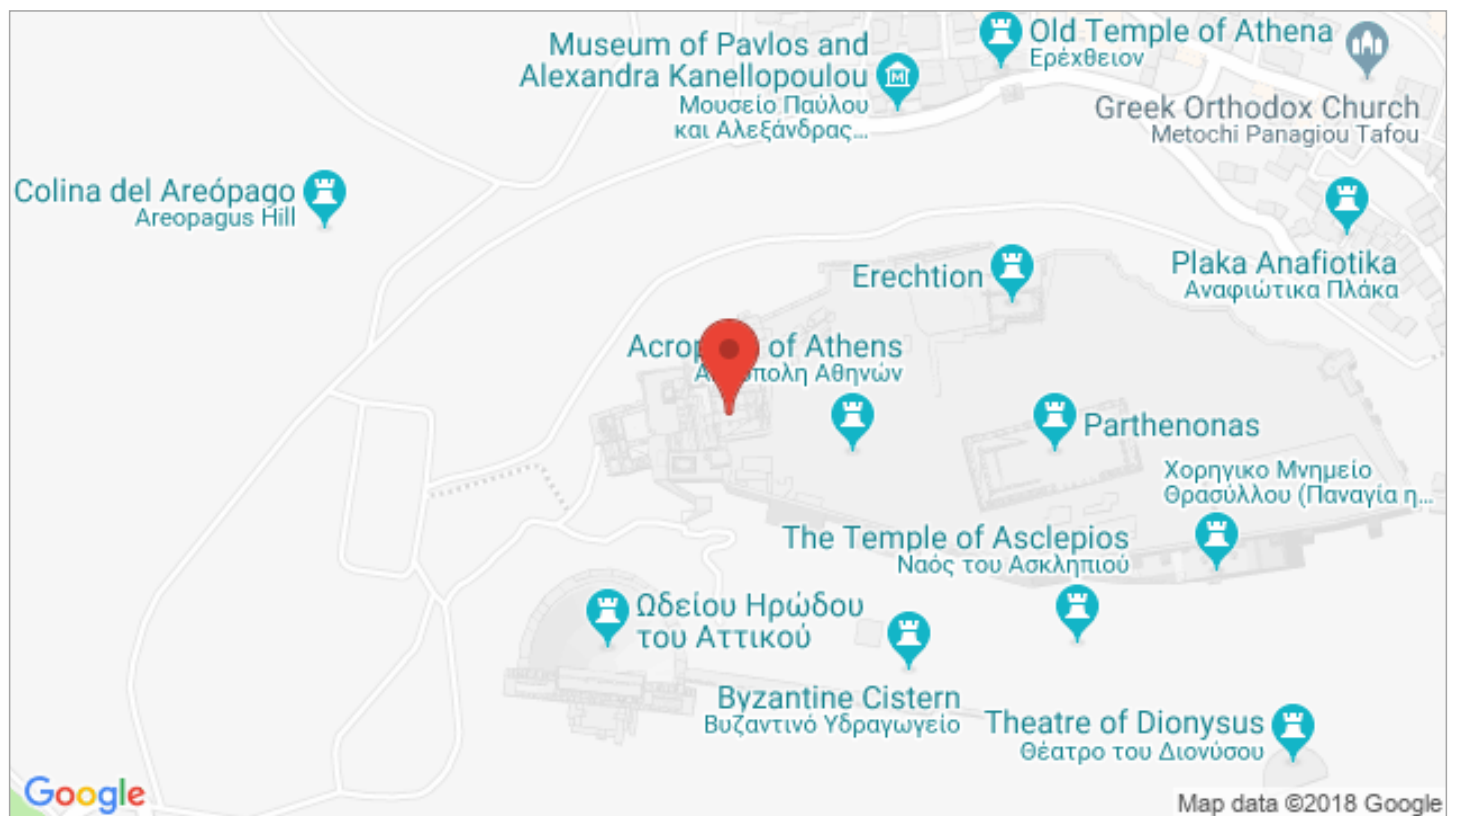 Museum of Pavlos and
Alexandra Kanellopoulou
Μουσείο Παύλου
και Αλεξάνδρας...
Old Temple of Athena
Ερέχθειον
Greek Orthodox Church
Metochi Panagiou Tafou
Colina del Areópago
Areopagus Hill
Plaka Anafiotika
Αναφιώτικα Πλάκα
Erechtion
of Athens
Αθηνών
Parthenonas
Χορηγικο Μνημείο
Θρασύλλου (Παναγία η...
The Temple of Asclepios
Ναός του Ασκληπιού
Ωδείου Ηρώδου
του Αττικού
Byzantine Cistern
Βυζαντινό Υδραγωγείο
Theatre of Dionysus
Θέατρο του Διονύσου
Google
Map data ©2018 Google